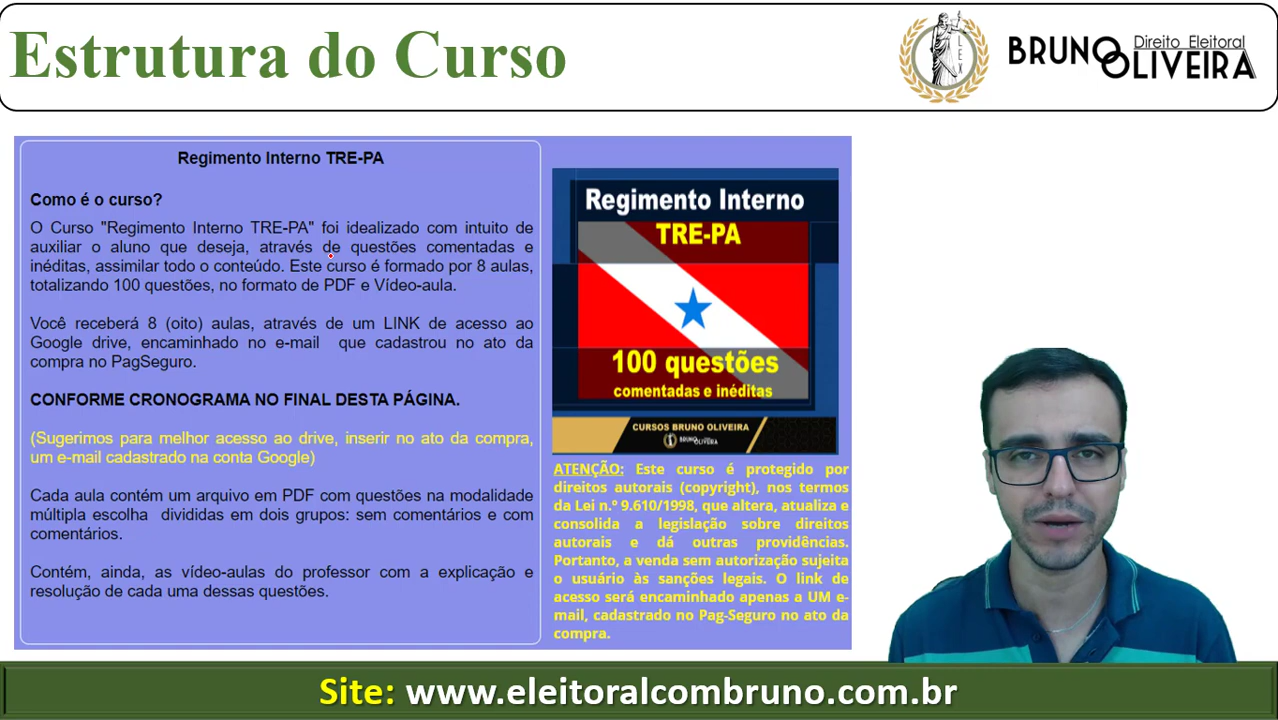 Estrutura do Curso
LEX
BRUNO
Direito Eleitoral
OLIVEIRA
Regimento Interno TRE-PA
Como é o curso?
O Curso "Regimento Interno TRE-PA" foi idealizado com intuito de
auxiliar o aluno que deseja, através de questões comentadas e
inéditas, assimilar todo o conteúdo. Este curso é formado por 8 aulas,
totalizando 100 questões, no formato de PDF e Vídeo-aula.
Você receberá 8 (oito) aulas, através de um LINK de acesso ao
Google drive, encaminhado no e-mail que cadastrou no ato da
compra no PagSeguro.
CONFORME CRONOGRAMA NO FINAL DESTA PÁGINA.
(Sugerimos para melhor acesso ao drive, inserir no ato da compra,
um e-mail cadastrado na conta Google)
Cada aula contém um arquivo em PDF com questões na modalidade
múltipla escolha divididas em dois grupos: sem comentários e com
comentários.
Contém, ainda, as vídeo-aulas do professor com a explicação e
resolução de cada uma dessas questões.
Regimento Interno
TRE-PA
100 questões
comentadas e inéditas
CURSOS BRUNO OLIVEIRA
BRUNO OLIVEIRA
ATENÇÃO: Este curso é protegido por
direitos autorais (copyright), nos termos
da Lei n.º 9.610/1998, que altera, atualiza e
consolida a legislação sobre direitos
autorais e dá outras providências.
Portanto, a venda sem autorização sujeita
o usuário às sanções legais. O link de
acesso será encaminhado apenas a UM e-
mail, cadastrado no Pag-Seguro no ato da
compra.
Site: www.eleitoralcombruno.com.br